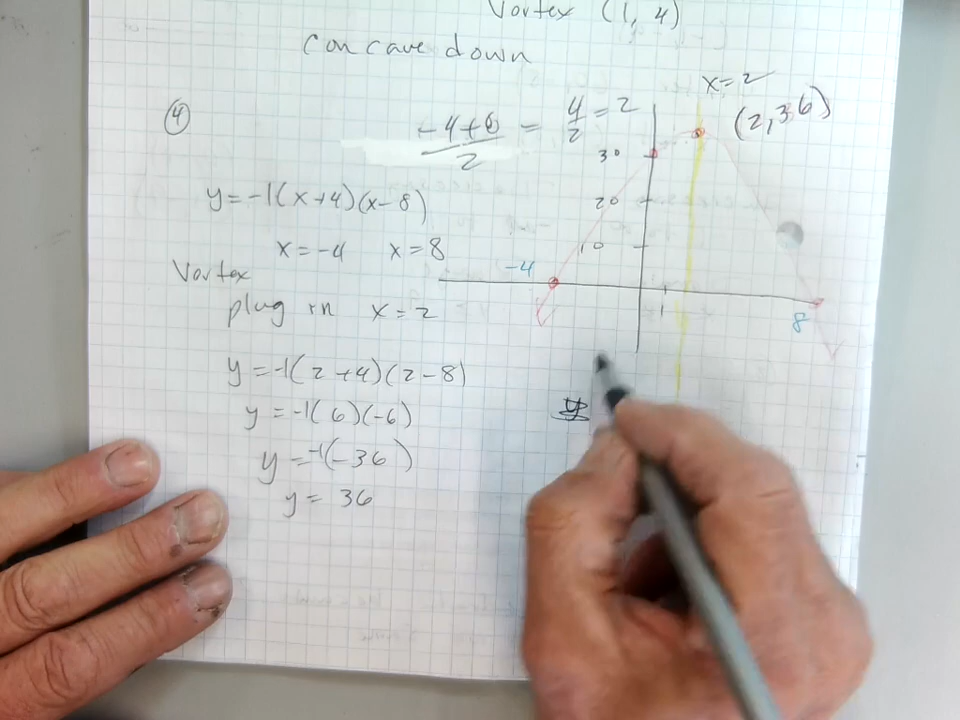 Vortex (1, 4)
concave down
④
-4+8/2 = 4/2 = 2
y = -1(x+4)(x-8)
x = -4 x = 8
Vortex
plug in x = 2
y = -1(2+4)(2-8)
y = -1(6)(-6)
y = -1(-36)
y = 36
x = 2
(2, 36)
30
20
10
-4
1
8